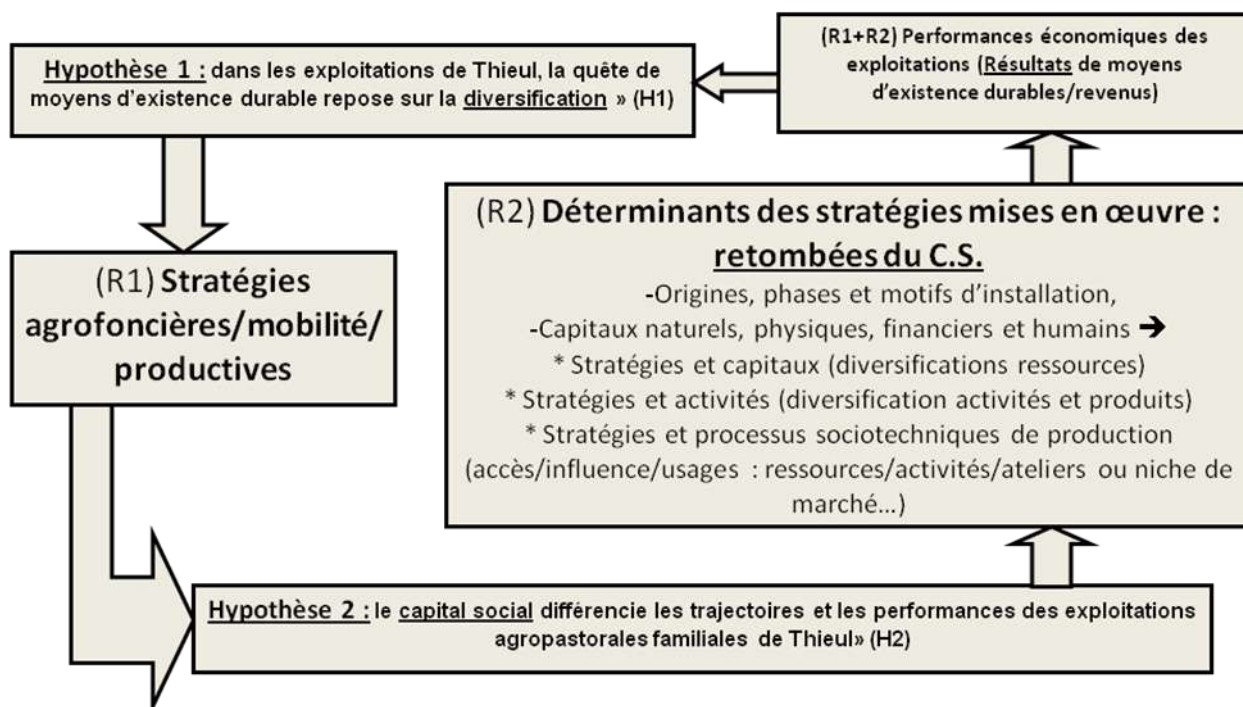 Hypothèse 1 : dans les exploitations de Thieul, la quête de
moyens d'existence durable repose sur la diversification » (H1)
(R1+R2) Performances économiques des
exploitations (Résultats de moyens
d'existence durables/revenus)
(R1) Stratégies
agrofoncières/mobilité/
productives
(R2) Déterminants des stratégies mises en œuvre :
retombées du C.S.
-Origines, phases et motifs d'installation,
-Capitaux naturels, physiques, financiers et humains ➔
* Stratégies et capitaux (diversifications ressources)
* Stratégies et activités (diversification activités et produits)
* Stratégies et processus sociotechniques de production
(accès/influence/usages : ressources/activités/ateliers ou niche de
marché...)
Hypothèse 2 : le capital social différencie les trajectoires et les performances des exploitations
agropastorales familiales de Thieul» (H2)